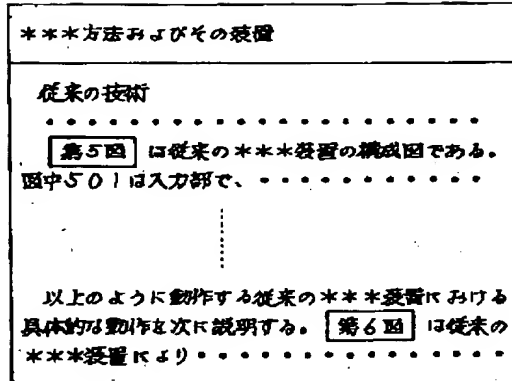 ***方法およびその装置
従来の技術
・・・・・・・・・・・・・・・・・・・・・
第5図 は従来の***装置の構成図である。
図中501は入力部で、・・・・・・・・・・・・
以上のように動作する従来の***装置における
具体的な動作を次に説明する。 第6図 は従来の
***装置により・・・・・・・・・・・・・・・